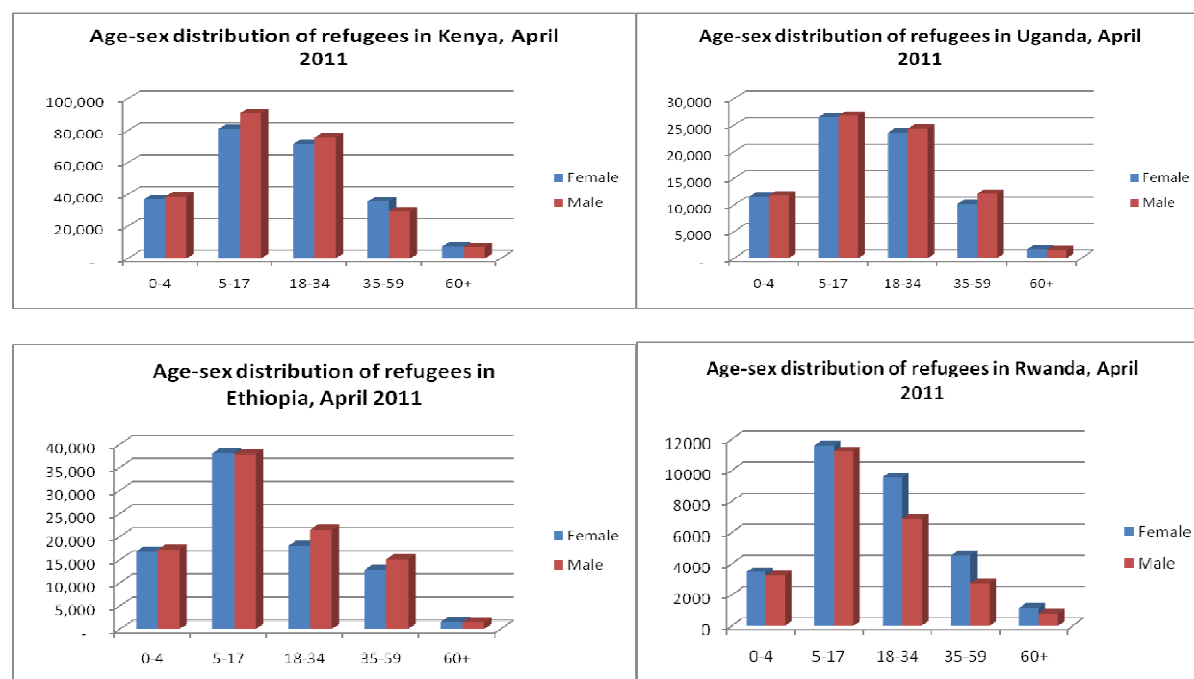 Age-sex distribution of refugees in Kenya, April
2011
100,000
80,000
60,000
40,000
20,000
-
0-4 5-17 18-34 35-59 60+
Female
Male
Age-sex distribution of refugees in Uganda, April
2011
30,000
25,000
20,000
15,000
10,000
5,000
-
0-4 5-17 18-34 35-59 60+
Female
Male
Age-sex distribution of refugees in
Ethiopia, April 2011
40,000
35,000
30,000
25,000
20,000
15,000
10,000
5,000
-
0-4 5-17 18-34 35-59 60+
Female
Male
Age-sex distribution of refugees in Rwanda, April
2011
12000
10000
8000
6000
4000
2000
0
0-4 5-17 18-34 35-59 60+
Female
Male